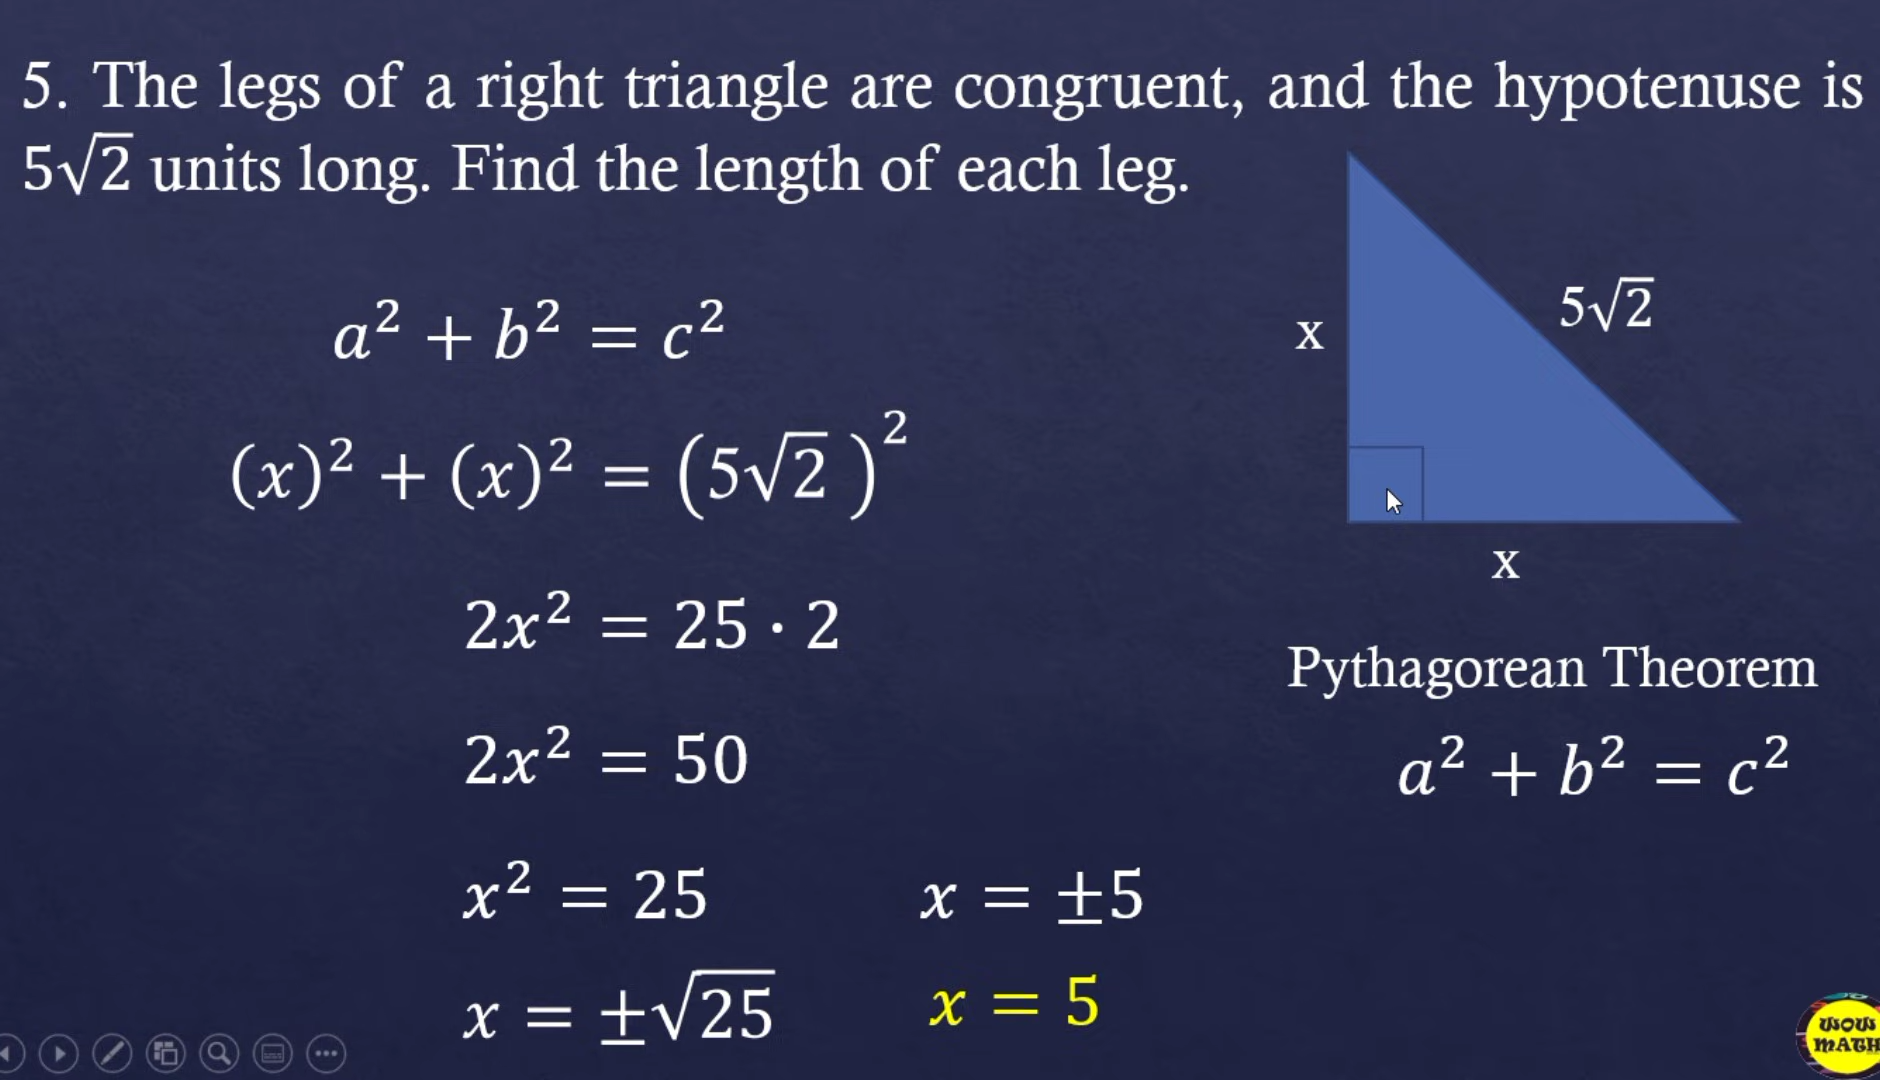 5. The legs of a right triangle are congruent, and the hypotenuse is
5√2 units long. Find the length of each leg.
a² + b² = c²
(x)² + (x)² = (5√2 )²
2x² = 25 · 2
2x² = 50
x² = 25
x = ±√25
x = ±5
x = 5
x
5√2
x
Pythagorean Theorem
a² + b² = c²
WOW
MATH